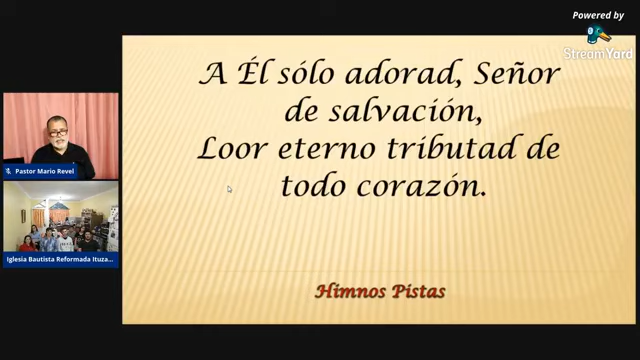 Powered by
StreamYard
A Él sólo adorad, Señor
de salvación,
Loor eterno tributad de
todo corazón.
Himnos Pistas
Pastor Mario Revel
Iglesia Bautista Reformada Ituza...